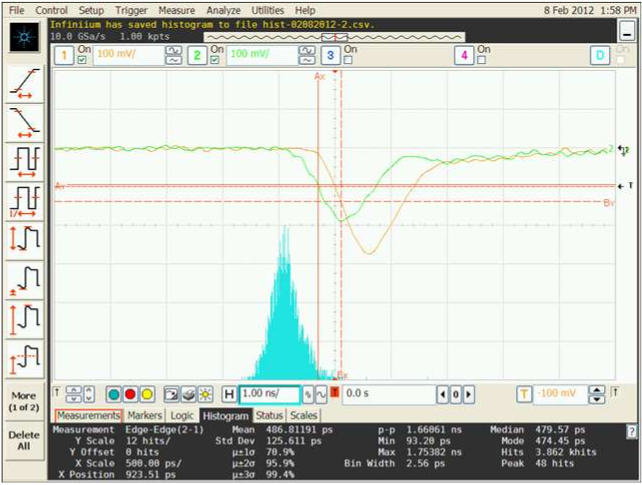 File Control Setup Trigger Measure Analyze Utilities Help 8 Feb 2012 1:58 PM
Infiniium has saved histogram to file hist-02082012-2.csv.
10.0 GSa/s 1.00 kpts
1 On 100 mV/ 2 On 100 mV/ 3 On 4 On D On
Ax
2
Ay T
By
Bx
More
(1 of 2)
Delete
All
T H 1.00 ns/ 0.0 s 0 T -100 mV
Measurements Markers Logic Histogram Status Scales
Measurement Edge-Edge(2-1) Mean 486.81191 ps p-p 1.66061 ns Median 479.57 ps
Y Scale 12 hits/ Std Dev 125.611 ps Min 93.20 ps Mode 474.45 ps
Y Offset 0 hits μ±1σ 70.9% Max 1.75382 ns Hits 3.862 khits
X Scale 500.00 ps/ μ±2σ 95.9% Bin Width 2.56 ps Peak 48 hits
X Position 923.51 ps μ±3σ 99.4%